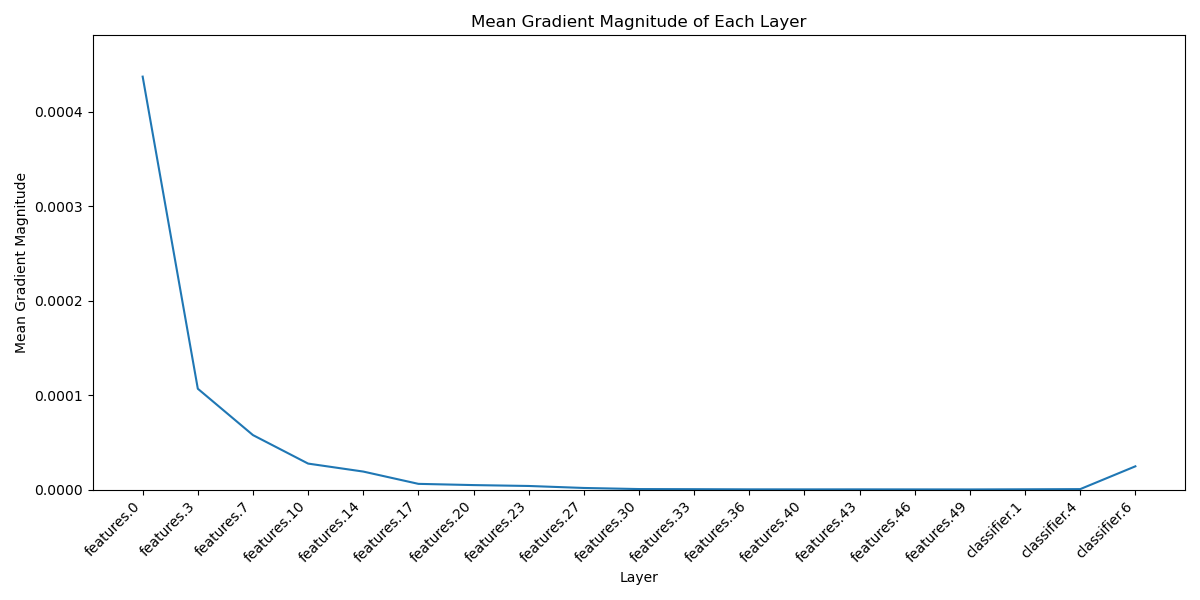 Mean Gradient Magnitude of Each Layer
Mean Gradient Magnitude
0.0004
0.0003
0.0002
0.0001
0.0000
features.0
features.3
features.7
features.10
features.14
features.17
features.20
features.23
features.27
features.30
features.33
features.36
features.40
features.43
features.46
features.49
classifier.1
classifier.4
classifier.6
Layer